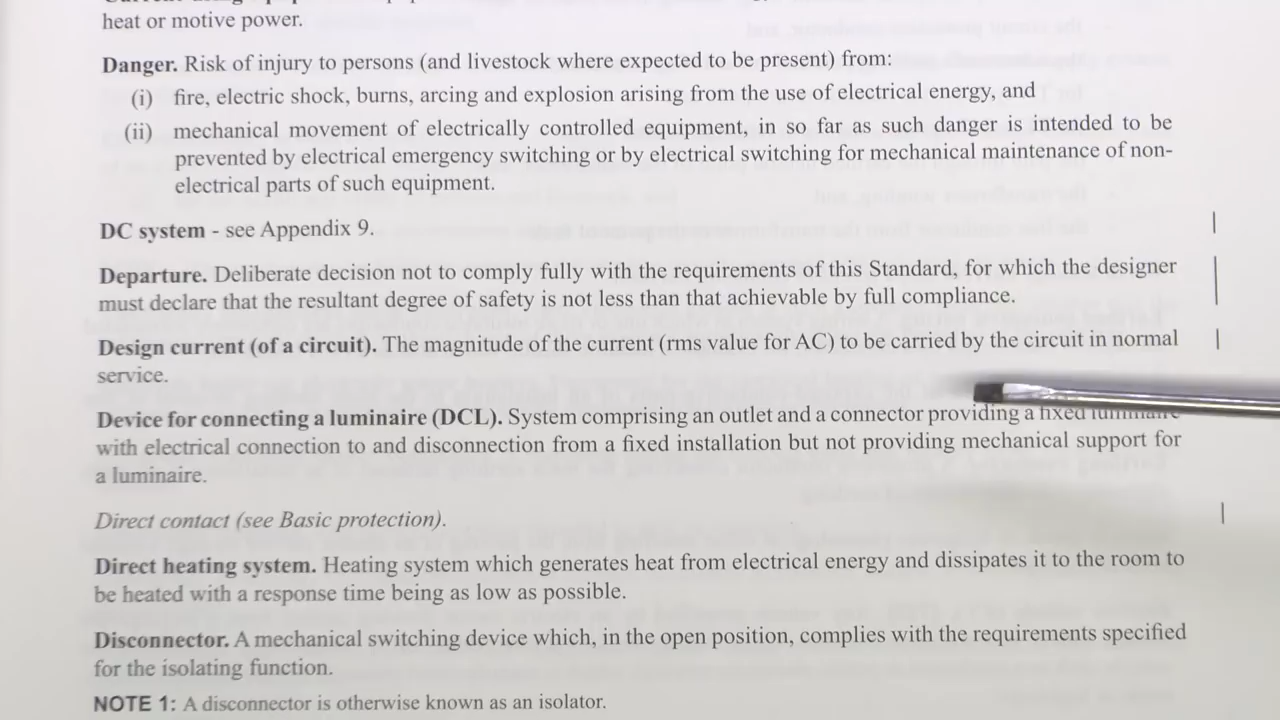 heat or motive power.
Danger. Risk of injury to persons (and livestock where expected to be present) from:
(i) fire, electric shock, burns, arcing and explosion arising from the use of electrical energy, and
(ii) mechanical movement of electrically controlled equipment, in so far as such danger is intended to be
prevented by electrical emergency switching or by electrical switching for mechanical maintenance of non-
electrical parts of such equipment.
DC system - see Appendix 9.
Departure. Deliberate decision not to comply fully with the requirements of this Standard, for which the designer
must declare that the resultant degree of safety is not less than that achievable by full compliance.
Design current (of a circuit). The magnitude of the current (rms value for AC) to be carried by the circuit in normal
service.
Device for connecting a luminaire (DCL). System comprising an outlet and a connector providing a fixed luminaire
with electrical connection to and disconnection from a fixed installation but not providing mechanical support for
a luminaire.
Direct contact (see Basic protection).
Direct heating system. Heating system which generates heat from electrical energy and dissipates it to the room to
be heated with a response time being as low as possible.
Disconnector. A mechanical switching device which, in the open position, complies with the requirements specified
for the isolating function.
NOTE 1: A disconnector is otherwise known as an isolator.